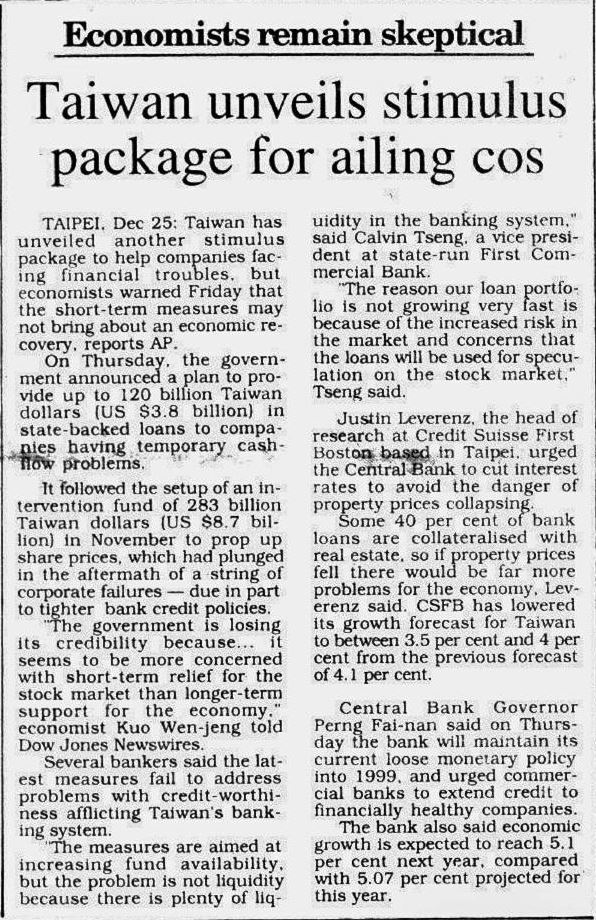 Economists remain skeptical
Taiwan unveils stimulus
package for ailing cos
TAIPEI, Dec 25: Taiwan has
unveiled another stimulus
package to help companies fac-
ing financial troubles, but
economists warned Friday that
the short-term measures may
not bring about an economic re-
covery, reports AP.
On Thursday, the govern-
ment announced a plan to pro-
vide up to 120 billion Taiwan
dollars (US $3.8 billion) in
state-backed loans to compa-
nies having temporary cash-
flow problems.
It followed the setup of an in-
tervention fund of 283 billion
Taiwan dollars (US $8.7 bil-
lion) in November to prop up
share prices, which had plunged
in the aftermath of a string of
corporate failures — due in part
to tighter bank credit policies.
"The government is losing
its credibility because... it
seems to be more concerned
with short-term relief for the
stock market than longer-term
support for the economy,"
economist Kuo Wen-jeng told
Dow Jones Newswires.
Several bankers said the lat-
est measures fail to address
problems with credit-worthi-
ness afflicting Taiwan's bank-
ing system.
"The measures are aimed at
increasing fund availability,
but the problem is not liquidity
because there is plenty of liq-
uidity in the banking system,"
said Calvin Tseng, a vice presi-
dent at state-run First Com-
mercial Bank.
"The reason our loan portfo-
lio is not growing very fast is
because of the increased risk in
the market and concerns that
the loans will be used for specu-
lation on the stock market,"
Tseng said.
Justin Leverenz, the head of
research at Credit Suisse First
Boston based in Taipei, urged
the Central Bank to cut interest
rates to avoid the danger of
property prices collapsing.
Some 40 per cent of bank
loans are collateralised with
real estate, so if property prices
fell there would be far more
problems for the economy, Lev-
erenz said. CSFB has lowered
its growth forecast for Taiwan
to between 3.5 per cent and 4 per
cent from the previous forecast
of 4.1 per cent.
Central Bank Governor
Perng Fai-nan said on Thurs-
day the bank will maintain its
current loose monetary policy
into 1999, and urged commer-
cial banks to extend credit to
financially healthy companies.
The bank also said economic
growth is expected to reach 5.1
per cent next year, compared
with 5.07 per cent projected for
this year.